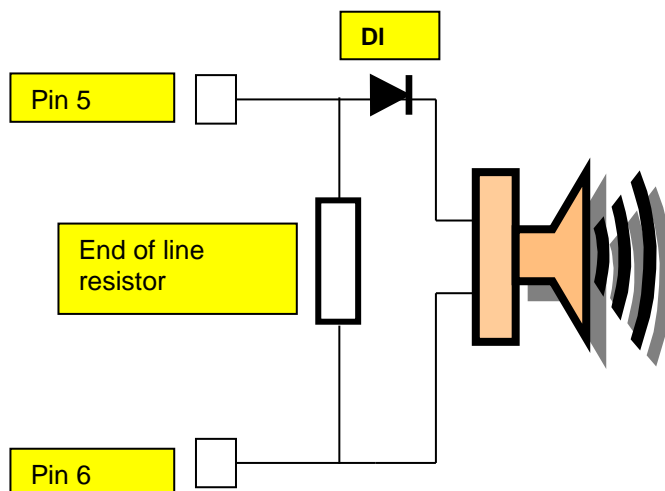 DI
Pin 5
End of line
resistor
Pin 6